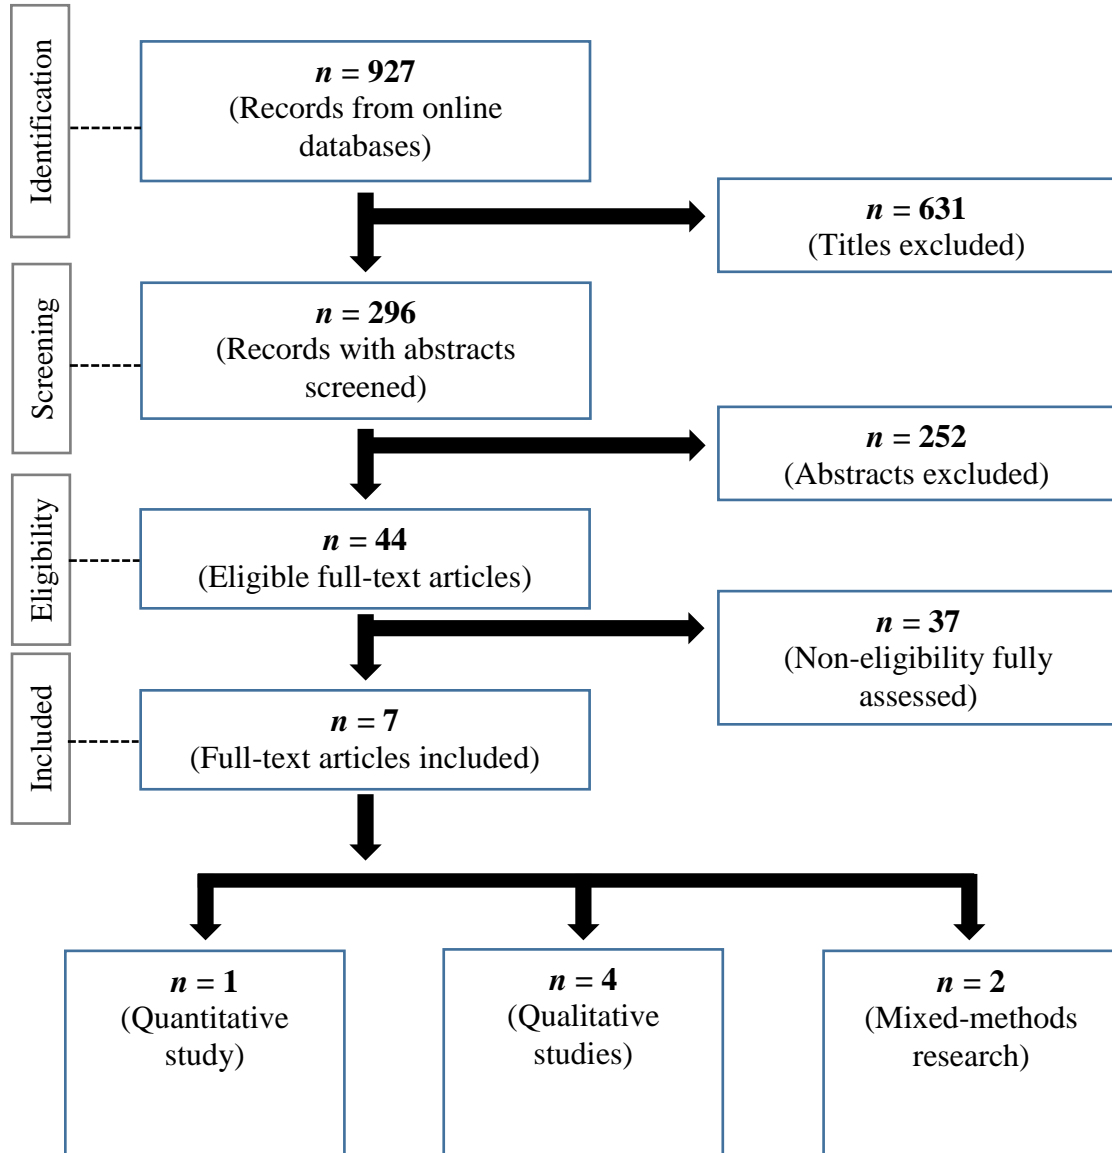 Identification
n = 927
(Records from online
databases)
n = 631
(Titles excluded)
Screening
n = 296
(Records with abstracts
screened)
n = 252
(Abstracts excluded)
Eligibility
n = 44
(Eligible full-text articles)
n = 37
(Non-eligibility fully
assessed)
Included
n = 7
(Full-text articles included)
n = 1
(Quantitative
study)
n = 4
(Qualitative
studies)
n = 2
(Mixed-methods
research)